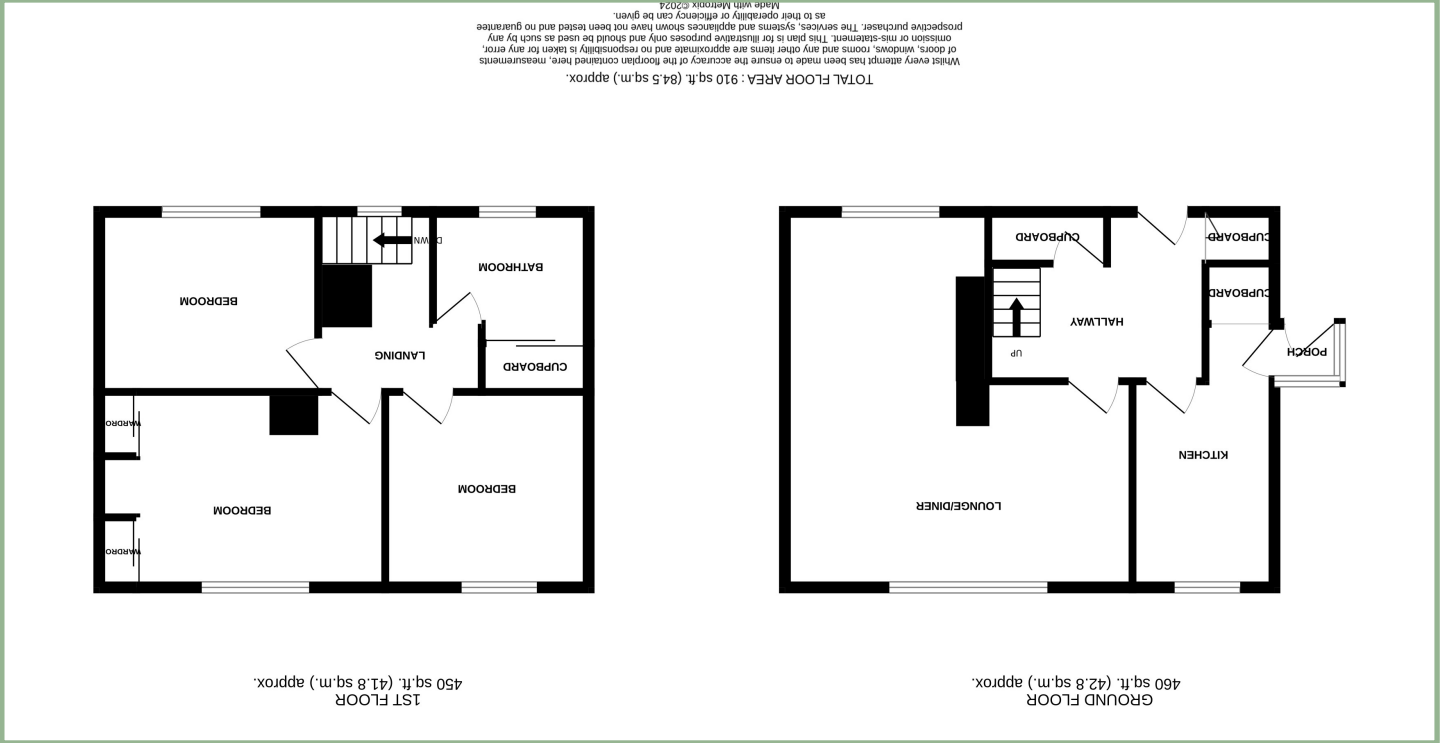 GROUND FLOOR
460 sq.ft. (42.8 sq.m.) approx.
LOUNGE/DINER
KITCHEN
PORCH
UP
HALLWAY
CUPBOARD
CUPBOARD
CUPBOARD
1ST FLOOR
450 sq.ft. (41.8 sq.m.) approx.
WARDRO
BEDROOM
BEDROOM
WARDRO
CUPBOARD
LANDING
BEDROOM
BATHROOM
DOWN
TOTAL FLOOR AREA : 910 sq.ft. (84.5 sq.m.) approx.
Whilst every attempt has been made to ensure the accuracy of the floorplan contained here, measurements
of doors, windows, rooms and any other items are approximate and no responsibility is taken for any error,
omission or mis-statement. This plan is for illustrative purposes only and should be used as such by any
prospective purchaser. The services, systems and appliances shown have not been tested and no guarantee
as to their operability or efficiency can be given.
Made with Metropix ©2024